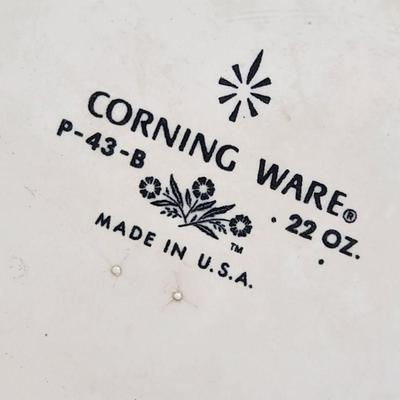 CORNING WARE®
P-43-B · 22 OZ.
™
MADE IN U.S.A.